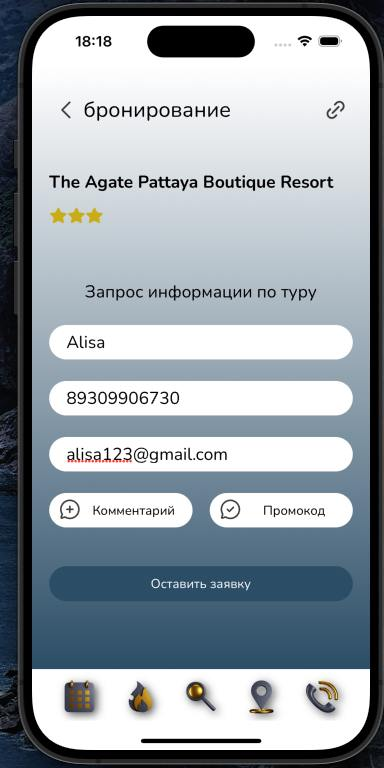 18:18
бронирование
The Agate Pattaya Boutique Resort
Запрос информации по туру
Alisa
89309906730
alisa123@gmail.com
Комментарий Промокод
Оставить заявку